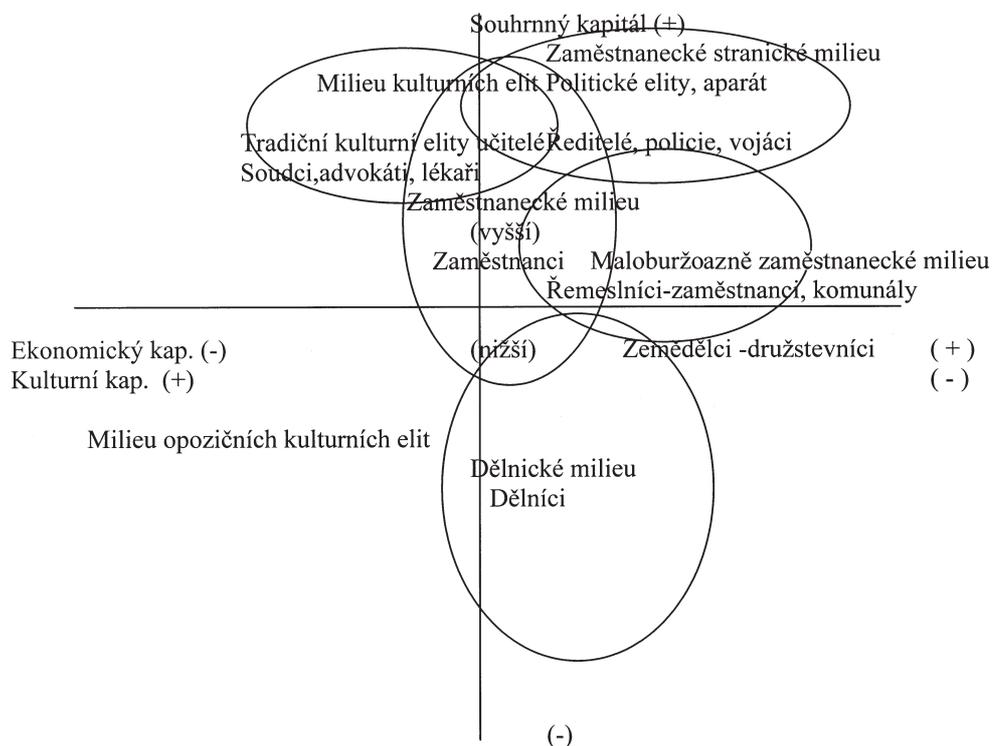 Souhrnný kapitál (+)
Zaměstnanecké stranické milieu
Milieu kulturních elit Politické elity, aparát
Tradiční kulturní elity učitelé Ředitelé, policie, vojáci
Soudci,advokáti, lékaři
Zaměstnanecké milieu
(vyšší)
Zaměstnanci Maloburžoazně zaměstnanecké milieu
Řemeslníci-zaměstnanci, komunály
Ekonomický kap. (-) (nižší) Zemědělci -družstevníci ( + )
Kulturní kap. (+) ( - )
Milieu opozičních kulturních elit
Dělnické milieu
Dělníci
(-)